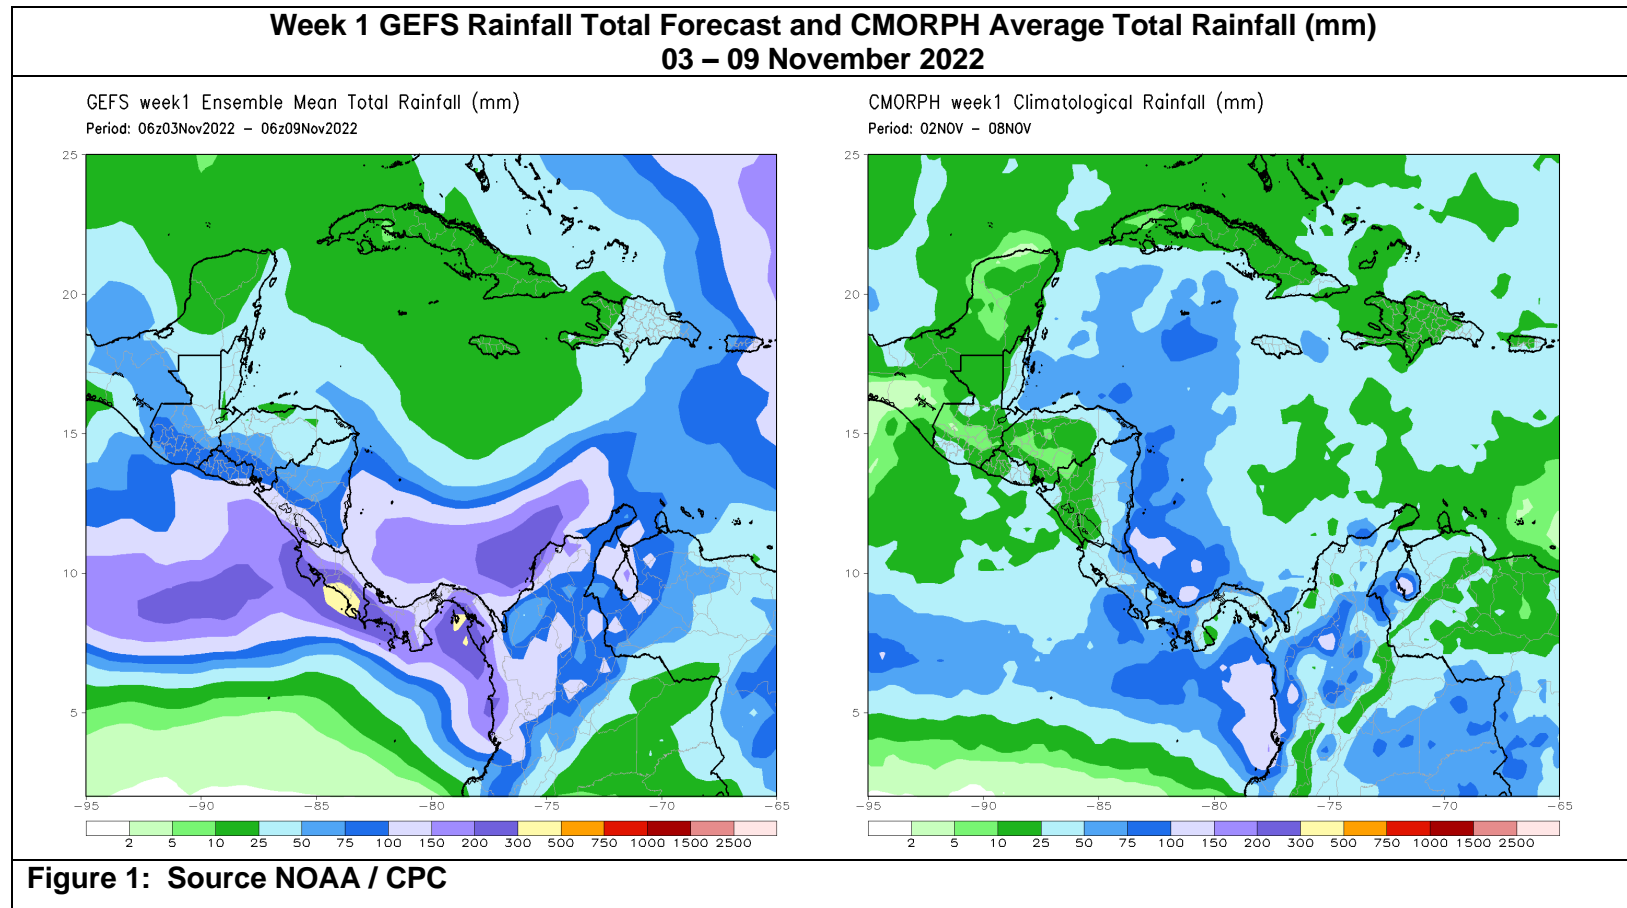 Week 1 GEFS Rainfall Total Forecast and CMORPH Average Total Rainfall (mm)
03 – 09 November 2022
GEFS week1 Ensemble Mean Total Rainfall (mm)
Period: 06z03Nov2022 – 06z09Nov2022
25
20
15
10
5
-95 -90 -85 -80 -75 -70 -65
2 5 10 25 50 75 100 150 200 300 500 750 1000 1500 2500
CMORPH week1 Climatological Rainfall (mm)
Period: 02NOV – 08NOV
25
20
15
10
5
-95 -90 -85 -80 -75 -70 -65
2 5 10 25 50 75 100 150 200 300 500 750 1000 1500 2500
Figure 1: Source NOAA / CPC